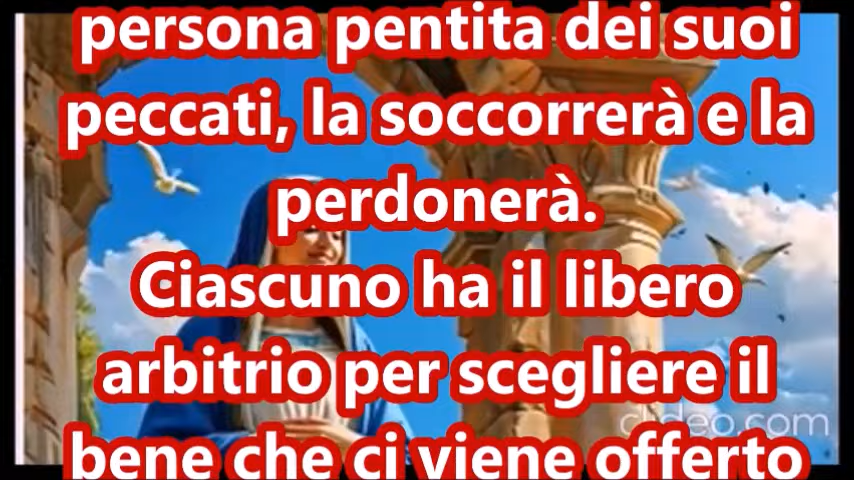 persona pentita dei suoi
peccati, la soccorrerà e la
perdonerà.
Ciascuno ha il libero
arbitrio per scegliere il
bene che ci viene offerto
clideo.com